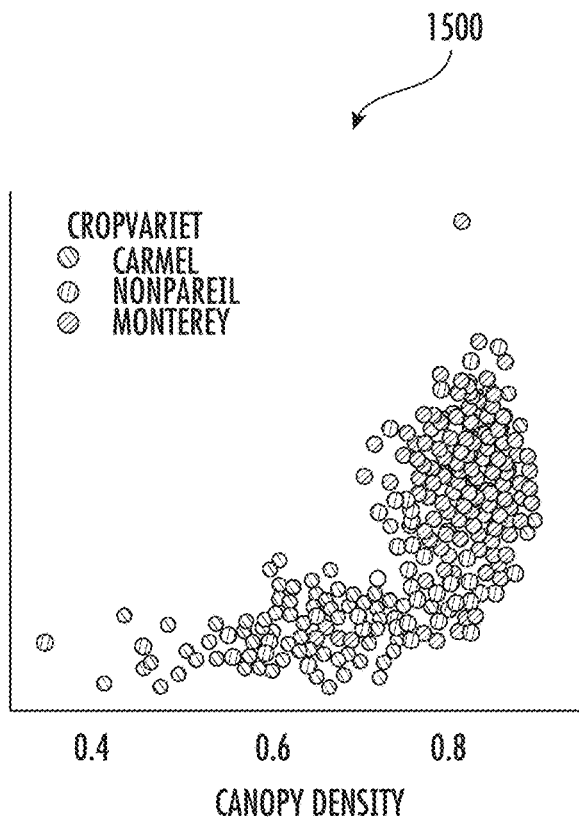 1500
CROPVARIET
CARMEL
NONPAREIL
MONTEREY
0.4 0.6 0.8
CANOPY DENSITY